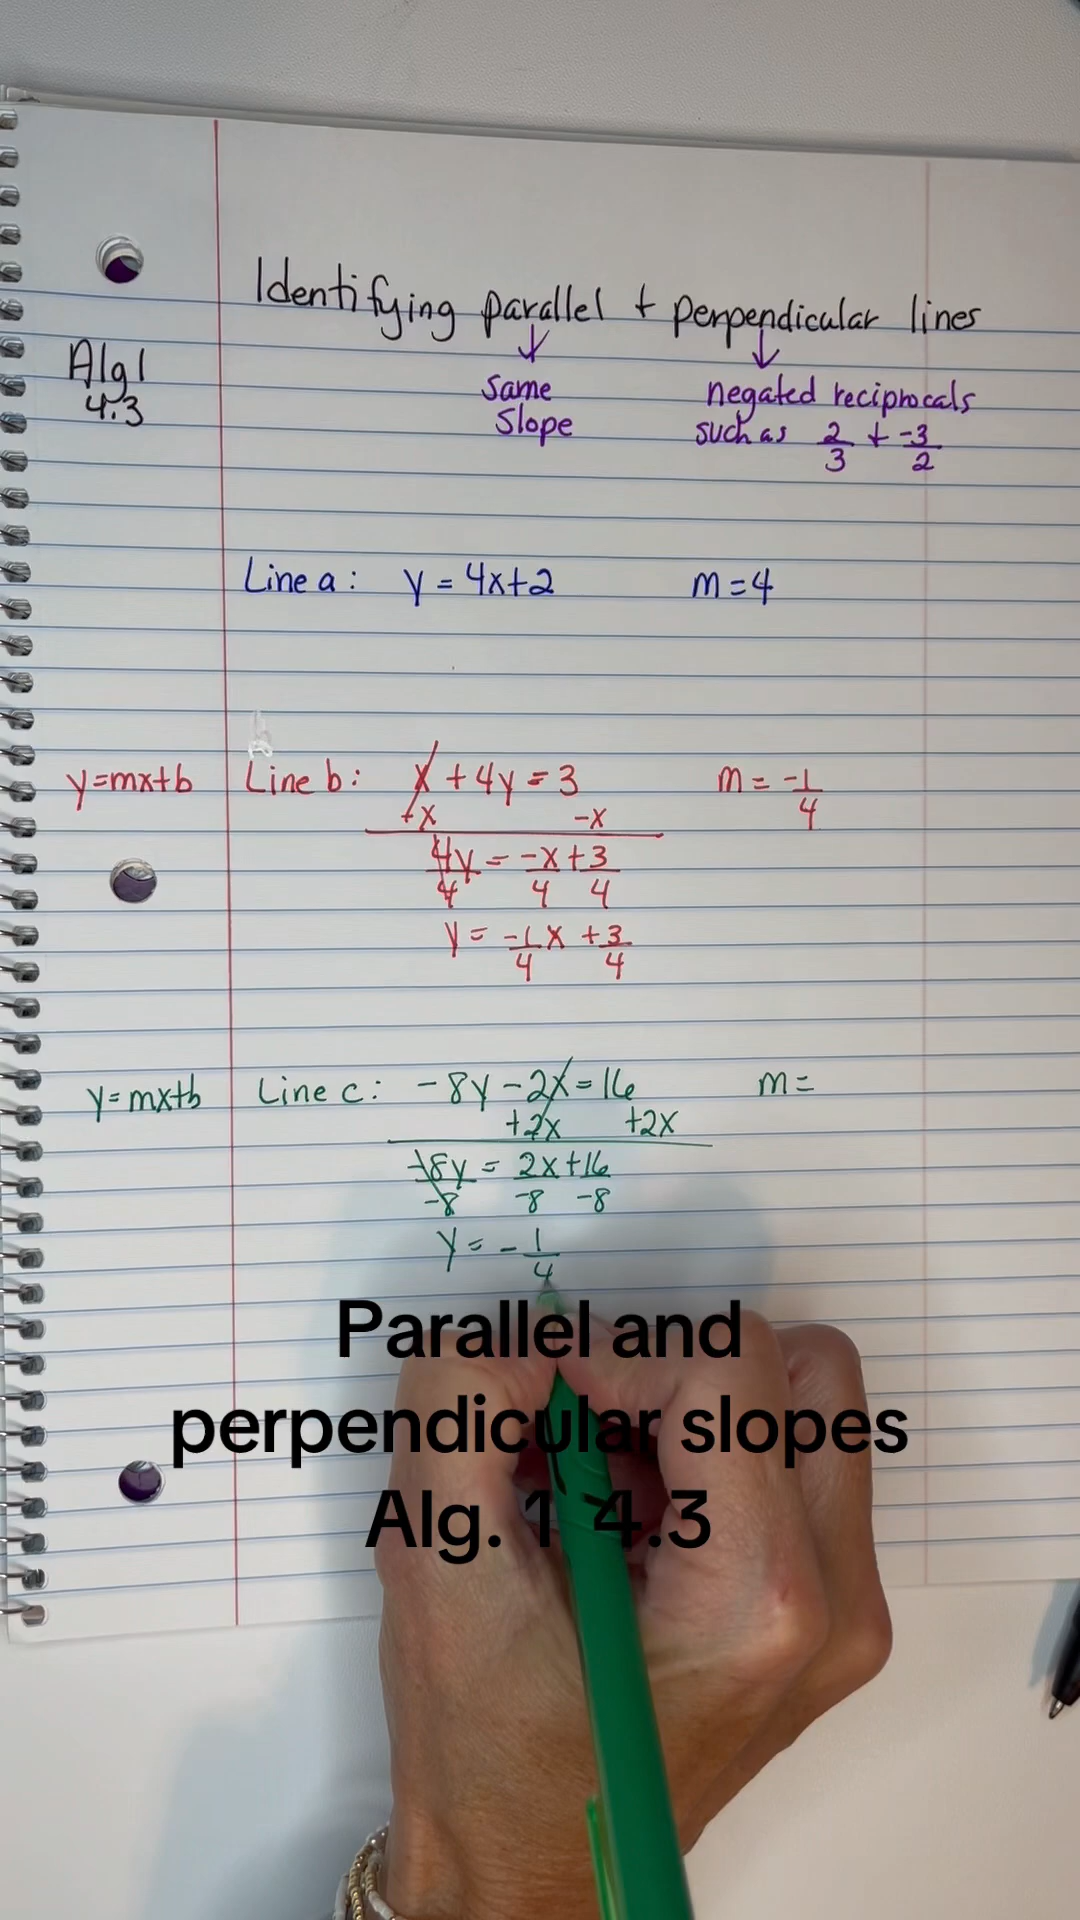 Identifying parallel + perpendicular lines
Alg 1
4.3
same
slope
negated reciprocals
such as 2/3 + -3/2
Line a: y = 4x+2 m=4
y=mx+b Line b: x + 4y = 3 m = -1/4
-x -x
4y/4 = -x/4 + 3/4
y = -1/4 x + 3/4
y=mx+b Line c: -8y - 2x = 16 m=
+2x +2x
-8y/-8 = 2x/-8 + 16/-8
y = -1/4
Parallel and
perpendicular slopes
Alg. 1 4.3